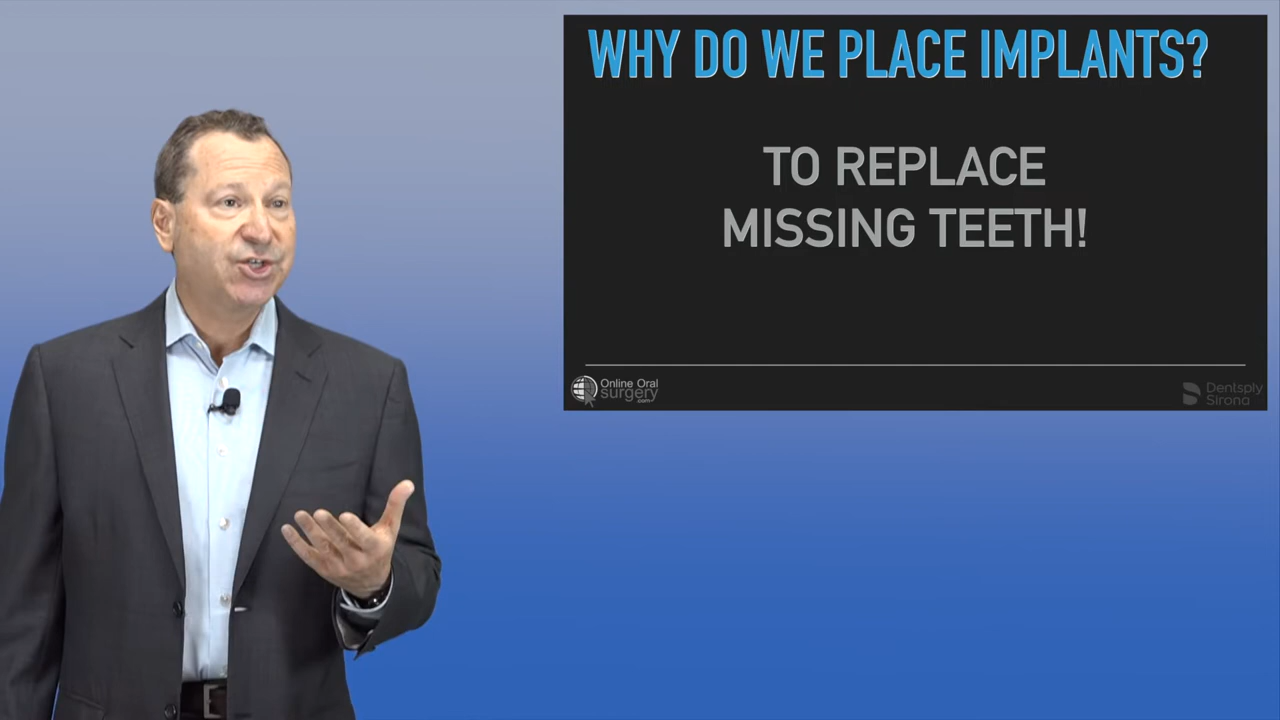 WHY DO WE PLACE IMPLANTS?
TO REPLACE
MISSING TEETH!
Online Oral
surgery
.com
Dentsply
Sirona